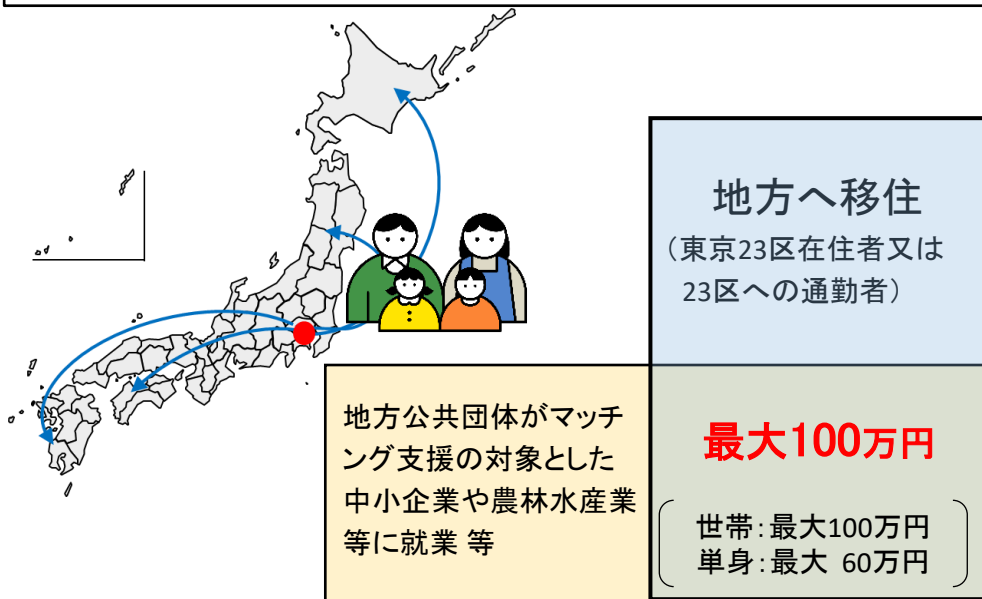 地方へ移住
（東京23区在住者又は
23区への通勤者）
地方公共団体がマッチ
ング支援の対象とした
中小企業や農林水産業
等に就業 等
最大100万円
世帯：最大100万円
単身：最大 60万円